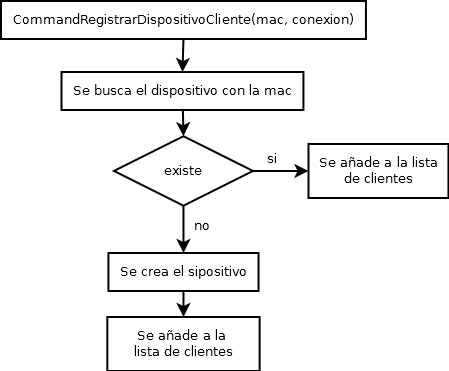 CommandRegistrarDispositivoCliente(mac, conexion)
Se busca el dispositivo con la mac
existe
si
Se añade a la lista
de clientes
no
Se crea el sipositivo
Se añade a la
lista de clientes